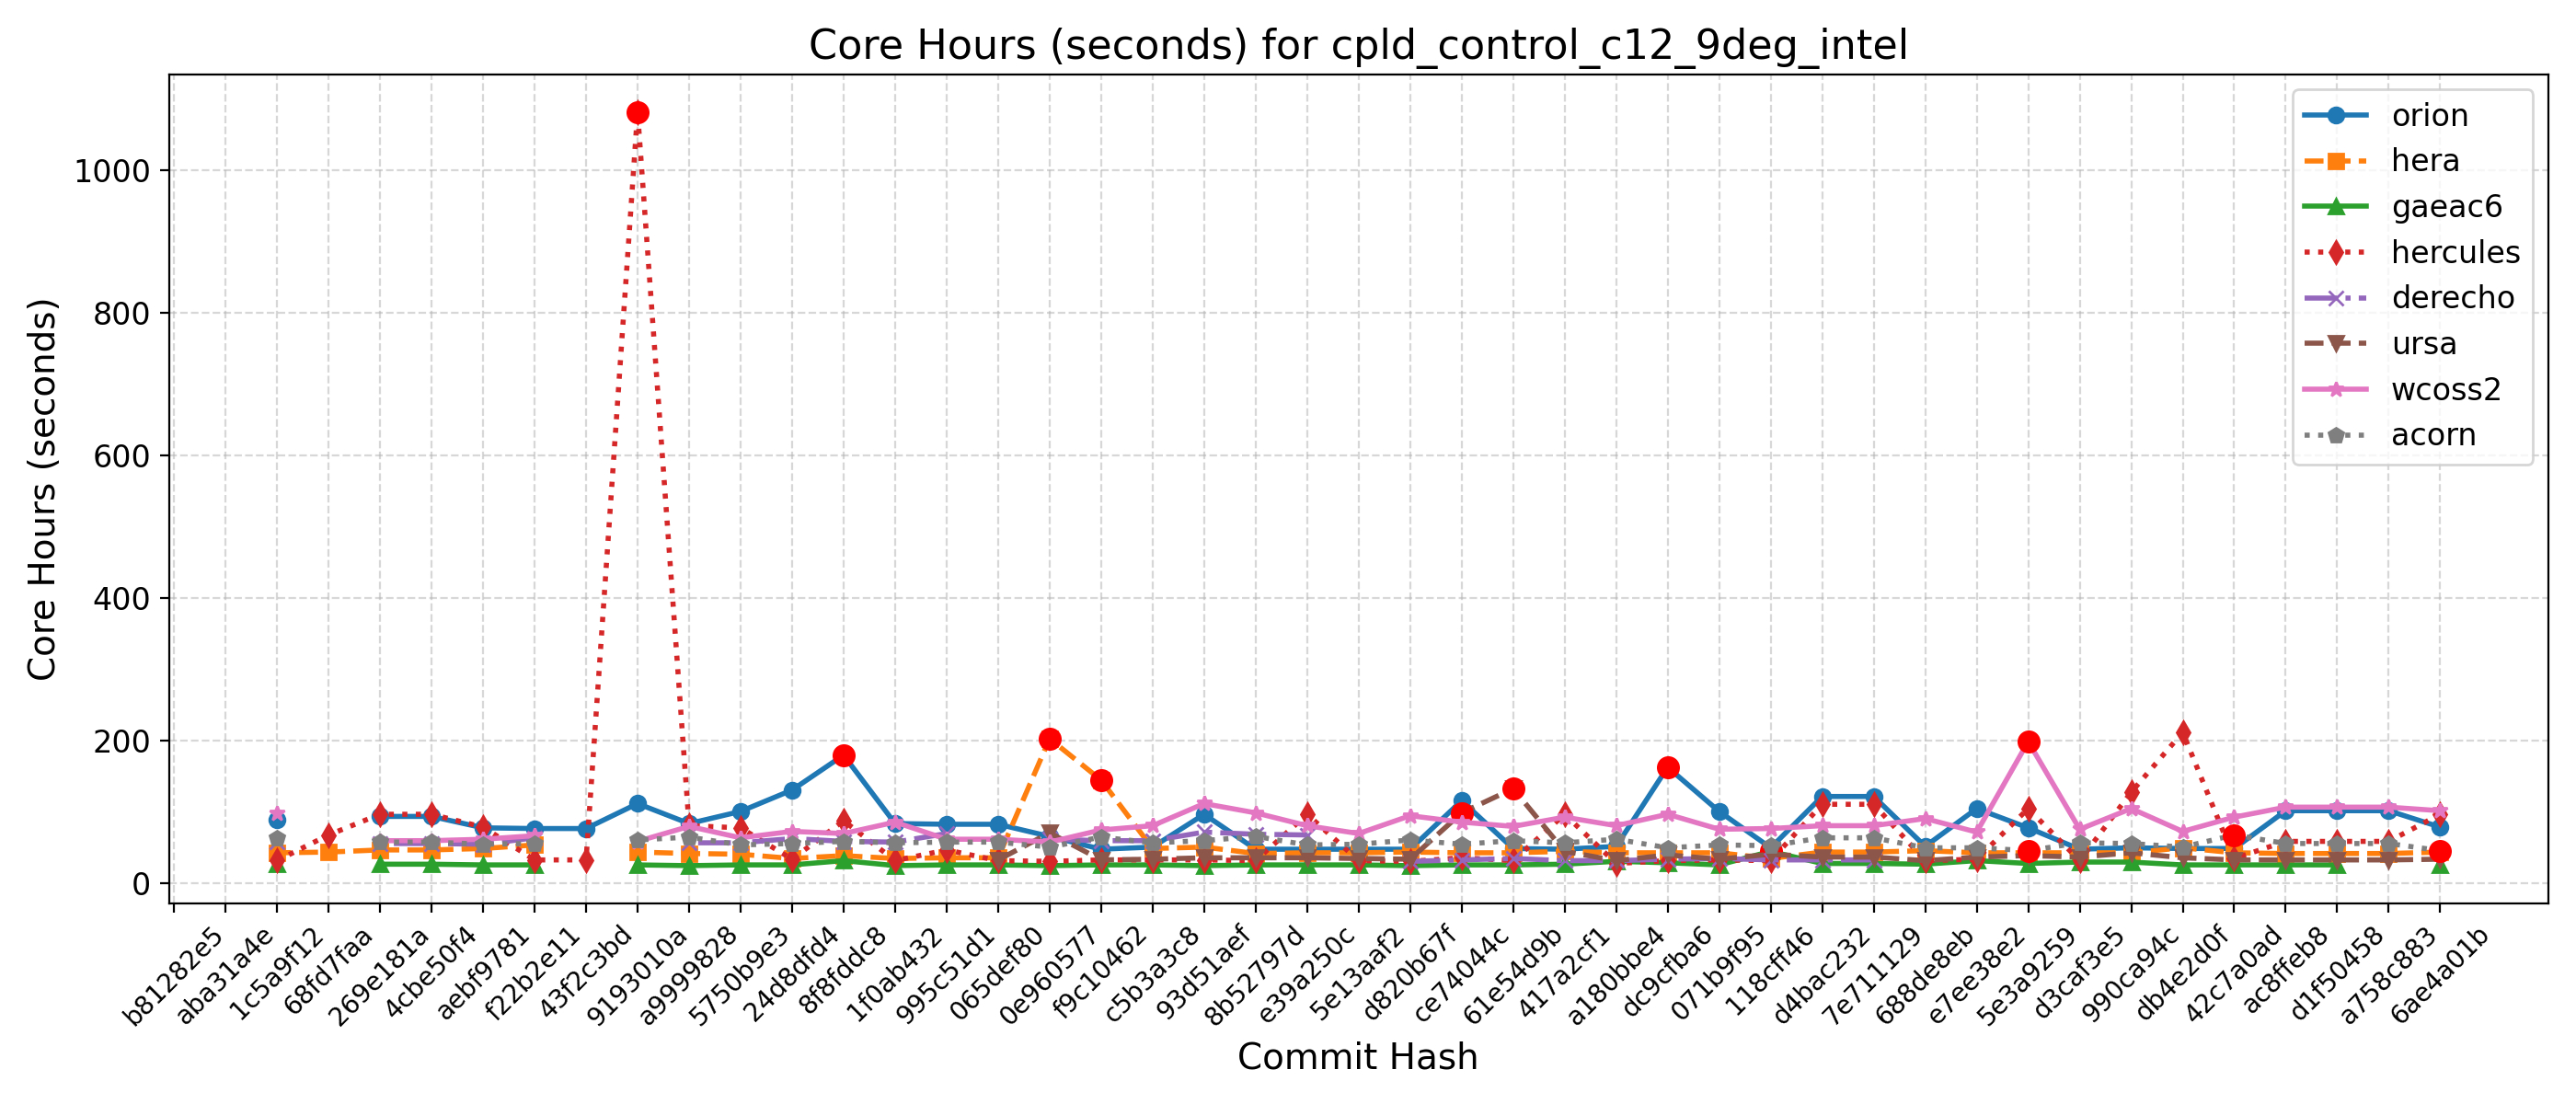 Core Hours (seconds) for cpld_control_c12_9deg_intel
Core Hours (seconds)
1000
800
600
400
200
0
orion
hera
gaeac6
hercules
derecho
ursa
wcoss2
acorn
b81282e5
aba31a4e
1c5a9f12
68fd7faa
269e181a
4cbe50f4
aebf9781
f22b2e11
43f2c3bd
9193010a
a9999828
5750b9e3
24d8dfd4
8f8fddc8
1f0ab432
995c51d1
065def80
0e960577
f9c10462
c5b3a3c8
93d51aef
8b52797d
e39a250c
5e13aaf2
d820b67f
ce74044c
61e54d9b
417a2cf1
a180bbe4
dc9cfba6
071b9f95
118cff46
d4bac232
7e711129
688de8eb
e7ee38e2
5e3a9259
d3caf3e5
990ca94c
db4e2d0f
42c7a0ad
ac8ffeb8
d1f50458
a758c883
6ae4a01b
Commit Hash